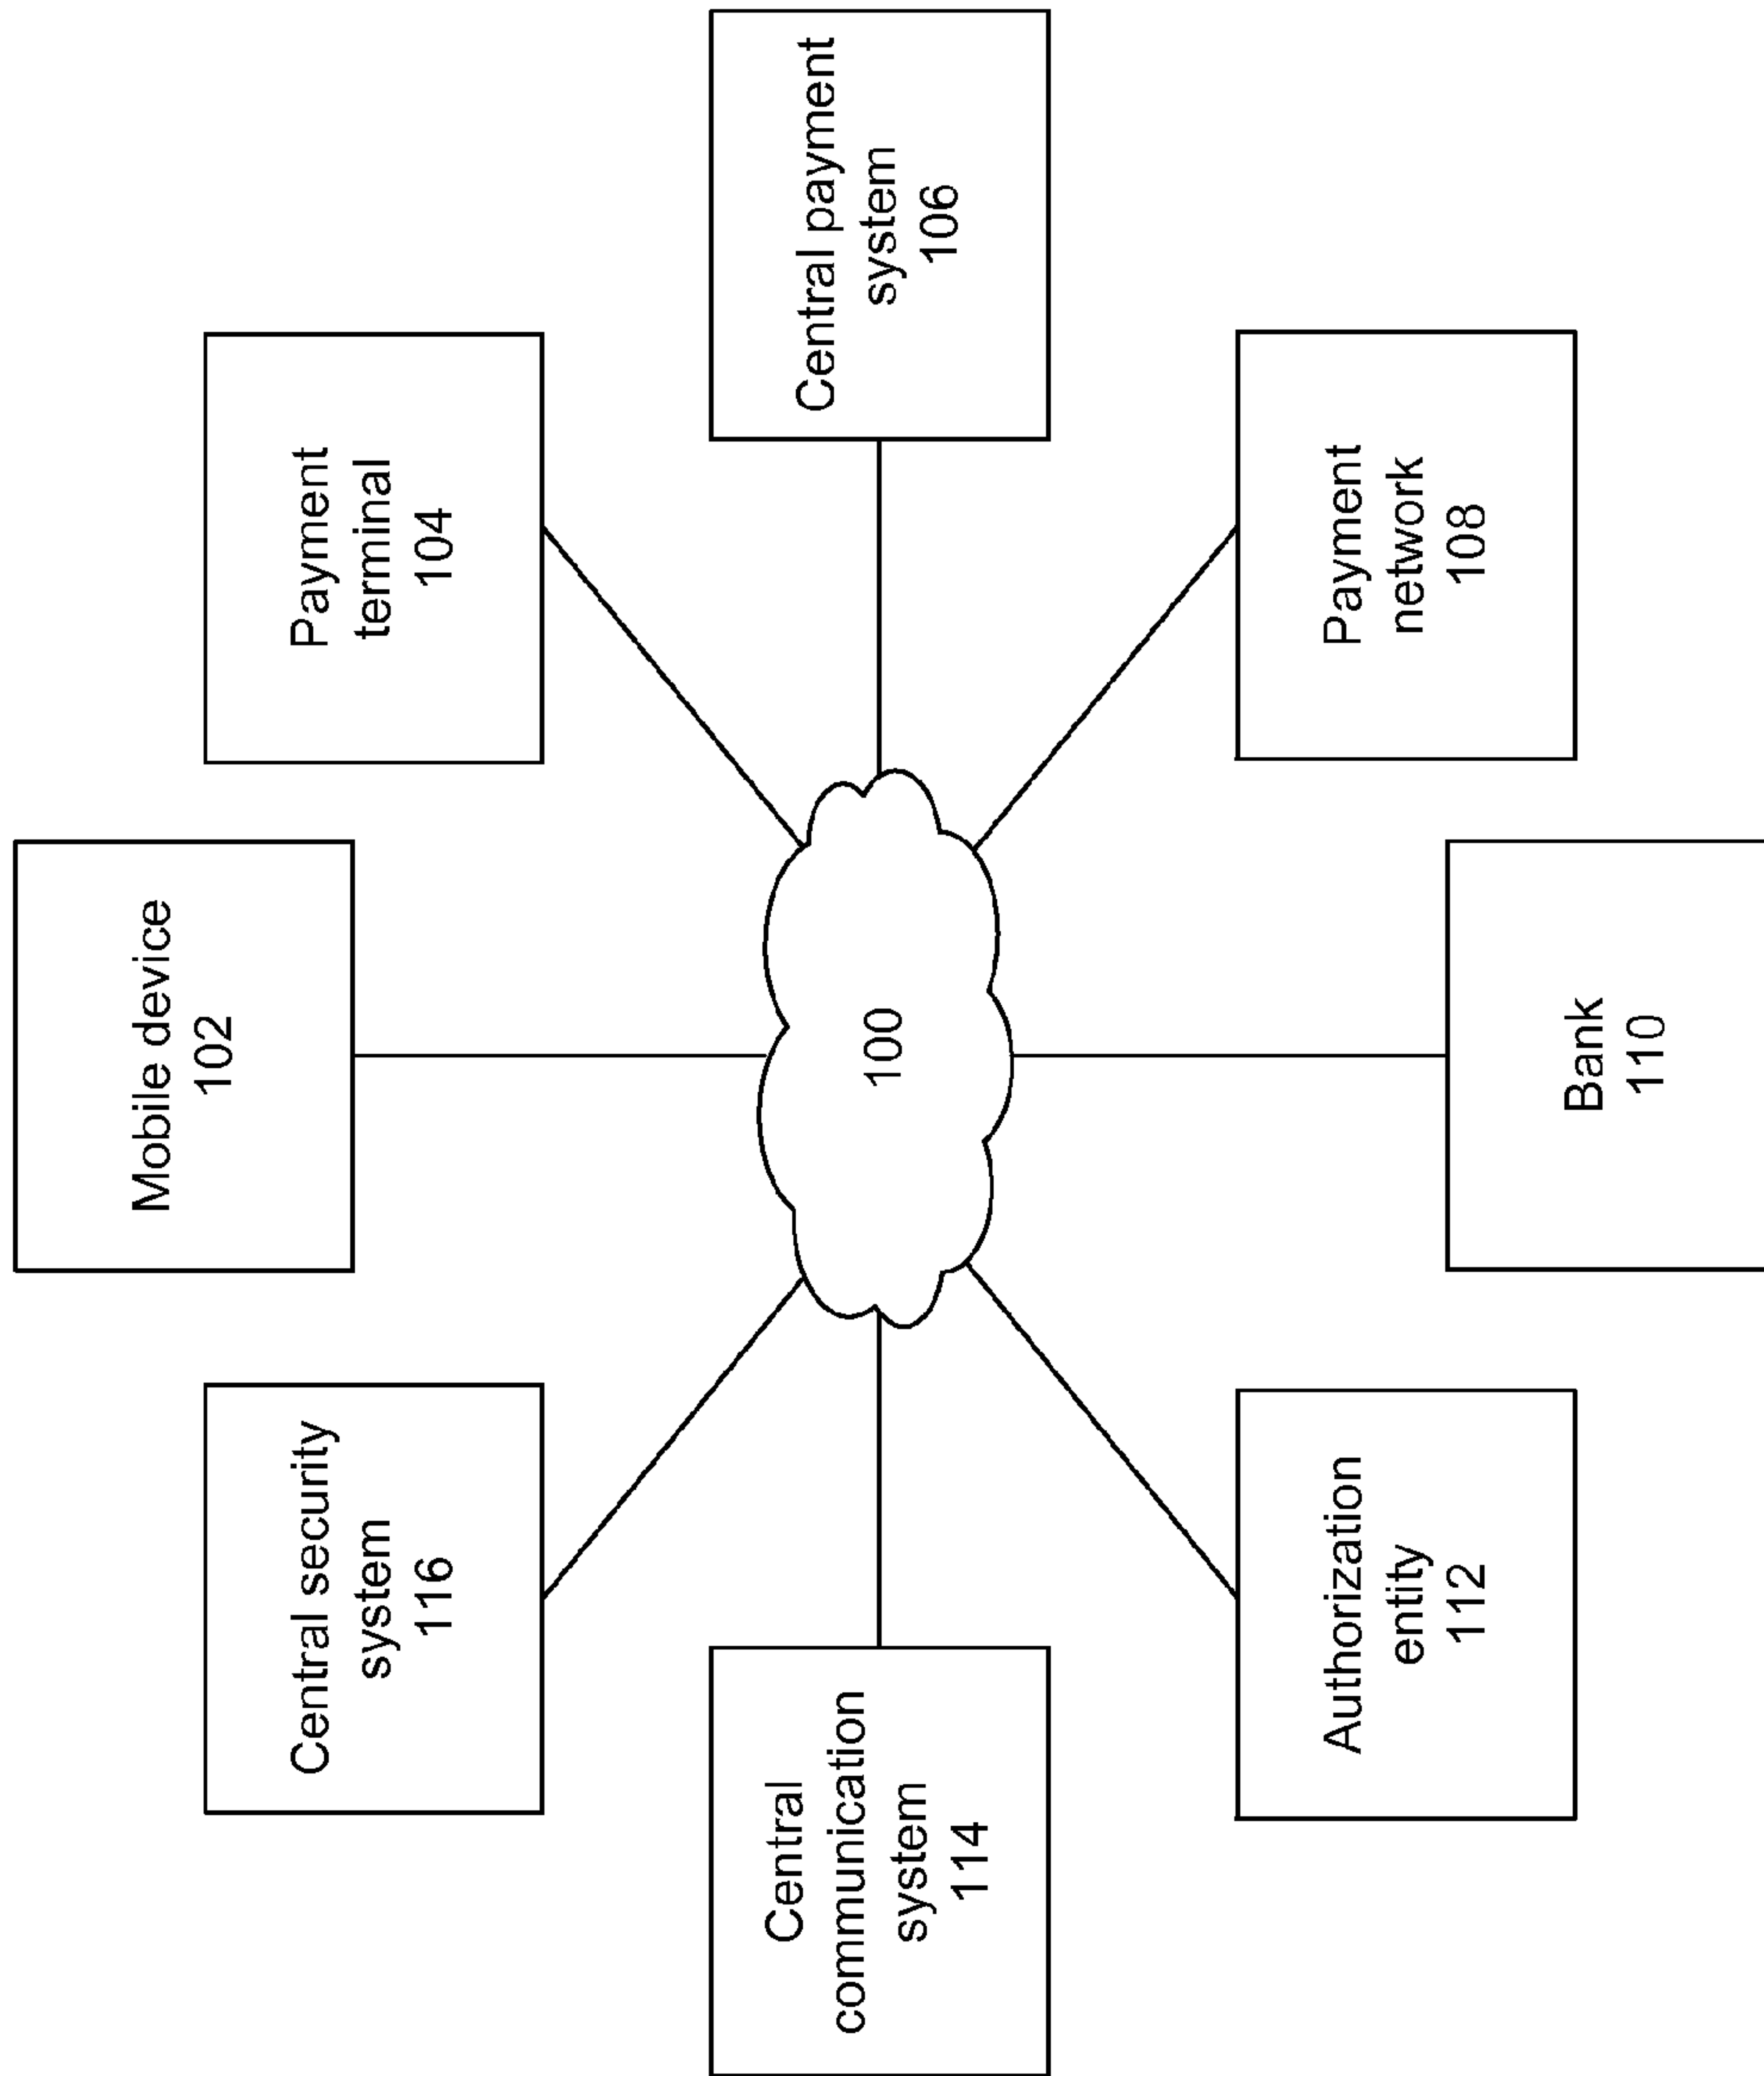 Mobile device
102
Payment
terminal
104
Central payment
system
106
Payment
network
108
Bank
110
Authorization
entity
112
Central
communication
system
114
Central security
system
116
100